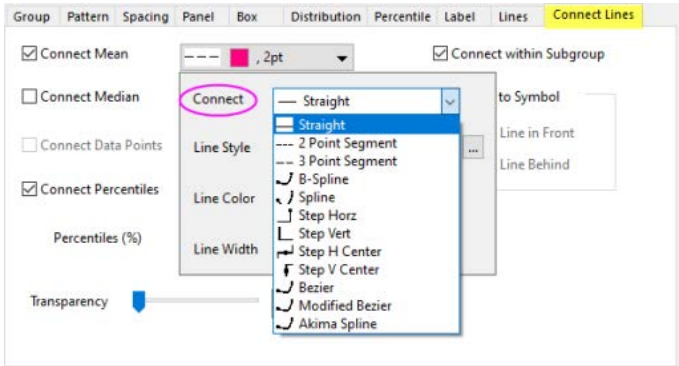 Group Pattern Spacing Panel Box Distribution Percentile Label Lines Connect Lines
Connect Mean , 2pt Connect within Subgroup
Connect Median Connect Straight to Symbol
Straight
Connect Data Points Line Style 2 Point Segment ... Line in Front
3 Point Segment Line Behind
B-Spline
Connect Percentiles Line Color Spline
Step Horz
Percentiles (%) Line Width Step Vert
Step H Center
Step V Center
Transparency Bezier
Modified Bezier
Akima Spline